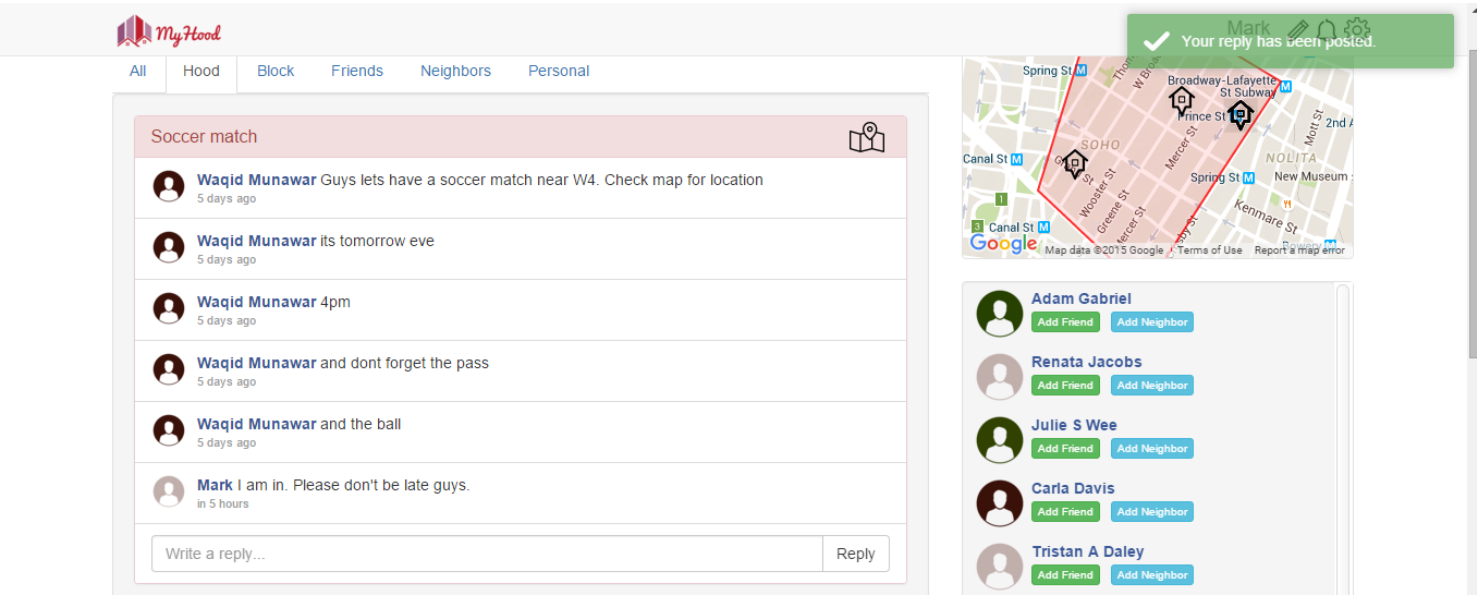 MyHood
Mark
Your reply has been posted.
All Hood Block Friends Neighbors Personal
Soccer match
Waqid Munawar Guys lets have a soccer match near W4. Check map for location
5 days ago
Waqid Munawar its tomorrow eve
5 days ago
Waqid Munawar 4pm
5 days ago
Waqid Munawar and dont forget the pass
5 days ago
Waqid Munawar and the ball
5 days ago
Mark I am in. Please don't be late guys.
in 5 hours
Write a reply...
Reply
Spring St M
W Broa
Broadway-Lafayette
St Subway
M
Prince St
2nd A
Mott St
SOHO
Mercer St
NOLITA
Canal St M
Spring St M
New Museum
Wooster St
Greene St
Mercer St
1
Kenmare St
3 Canal St M
Bowery
Google
Map data ©2015 Google Terms of Use Report a map error
Adam Gabriel
Add Friend Add Neighbor
Renata Jacobs
Add Friend Add Neighbor
Julie S Wee
Add Friend Add Neighbor
Carla Davis
Add Friend Add Neighbor
Tristan A Daley
Add Friend Add Neighbor